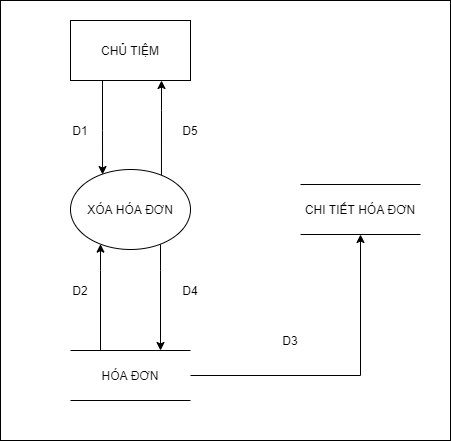 CHỦ TIỆM
D1
D5
XÓA HÓA ĐƠN
CHI TIẾT HÓA ĐƠN
D2
D4
D3
HÓA ĐƠN